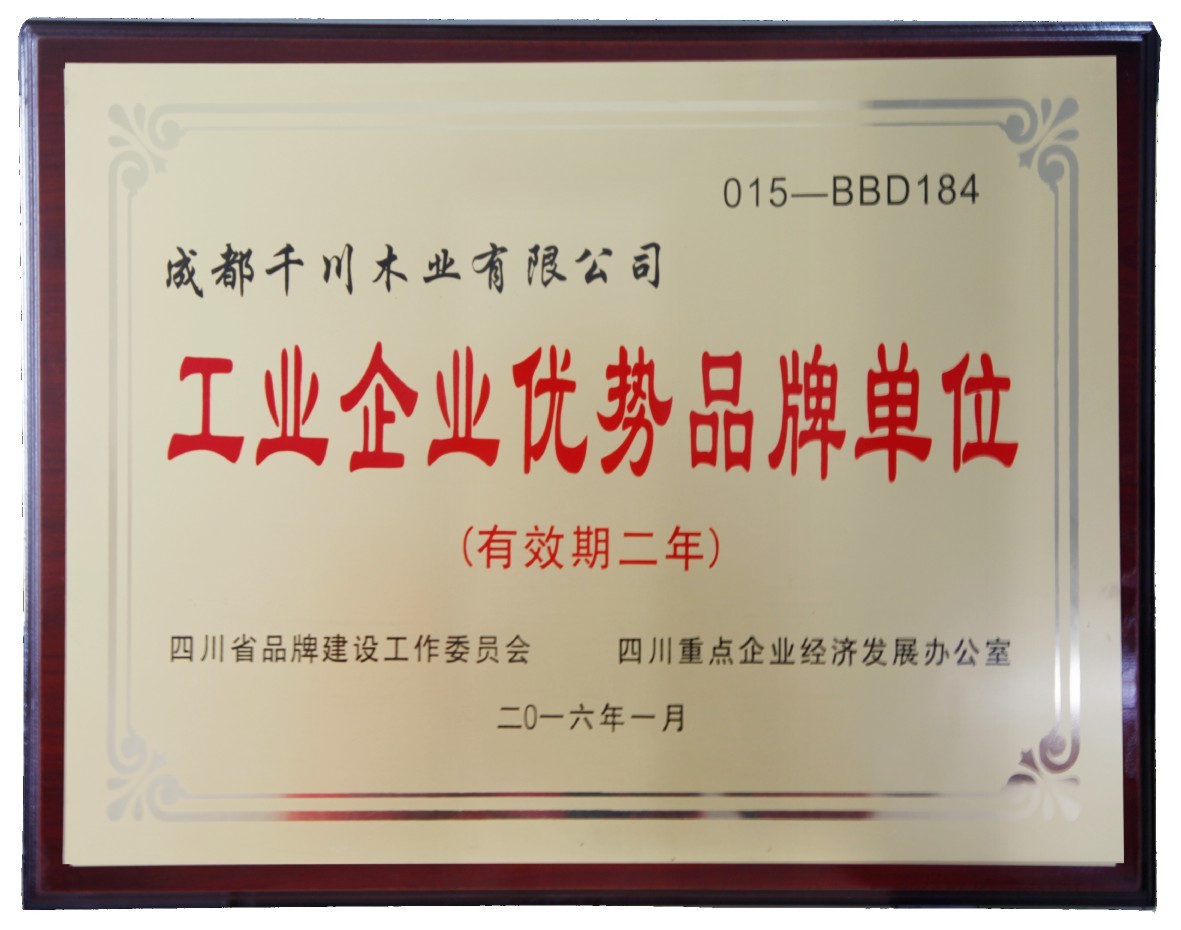 015—BBD184
成都千川木业有限公司
工业企业优势品牌单位
(有效期二年)
四川省品牌建设工作委员会 四川重点企业经济发展办公室
二0一六年一月